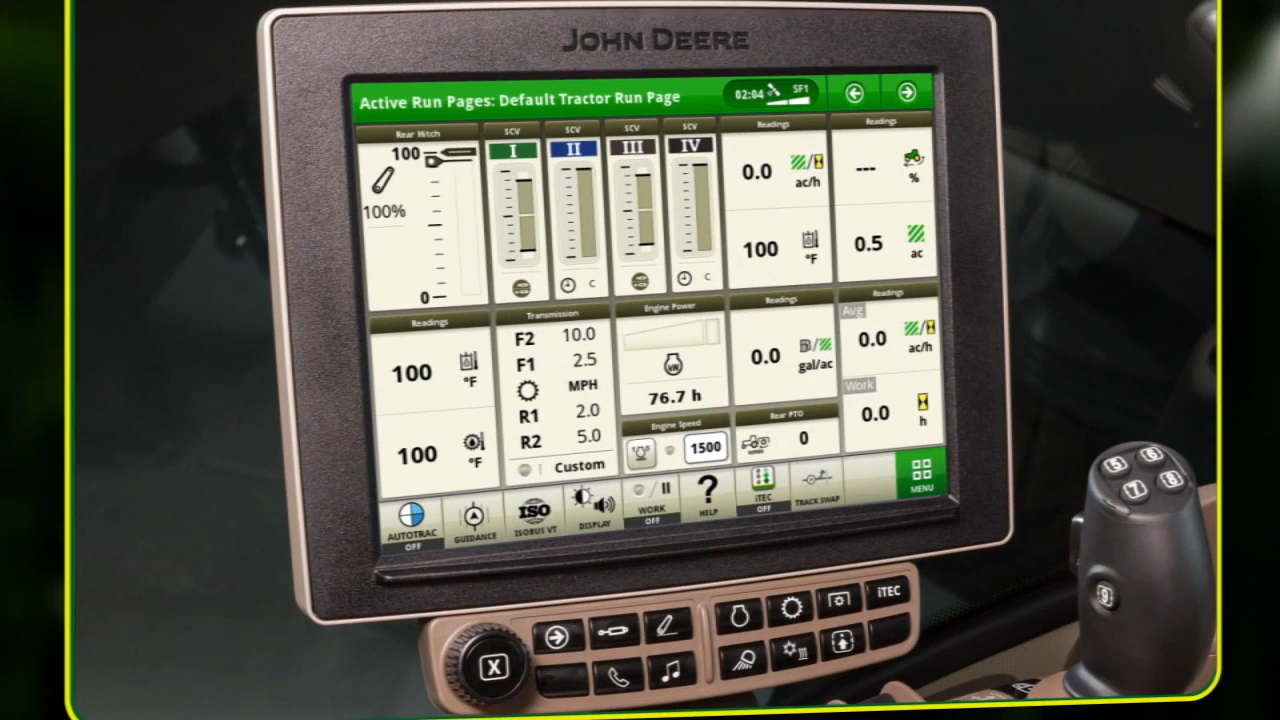 JOHN DEERE
Active Run Pages: Default Tractor Run Page
02:04
SF1
Rear Hitch
100
100%
0
SCV
I
SCV
II
C
SCV
III
SCV
IV
C
Readings
0.0
ac/h
100
°F
Readings
---
%
0.5
ac
Readings
100
°F
100
°F
Transmission
F2 10.0
F1 2.5
MPH
R1 2.0
R2 5.0
Custom
Engine Power
kW
76.7 h
Engine Speed
1500
Readings
0.0
gal/ac
Rear PTO
0
Readings
Avg
0.0
ac/h
Work
0.0
h
AUTOTRAC
OFF
GUIDANCE
ISO
ISOBUS VT
DISPLAY
WORK
OFF
?
HELP
iTEC
OFF
TRACK SWAP
MENU
X
iTEC
5
6
7
8
9